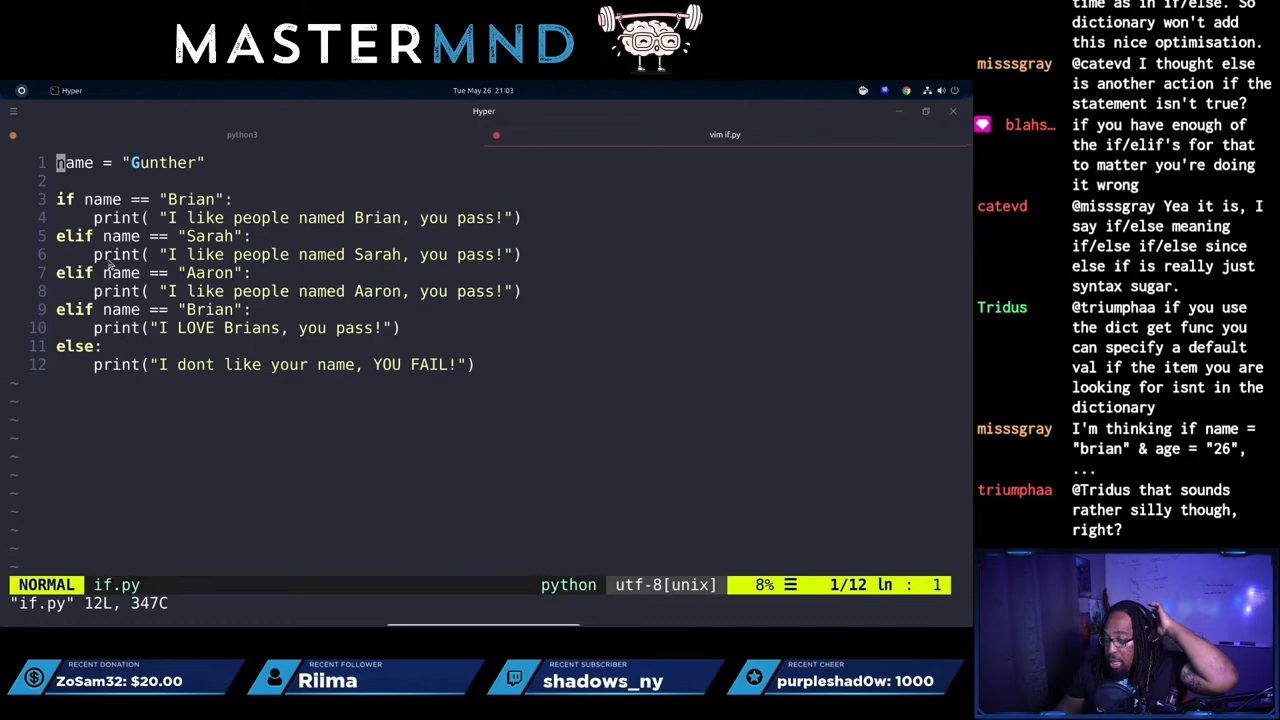 MASTERMND
Hyper
Tue May 26 21:03
Hyper
python3
vim if.py
1 name = "Gunther"
2
3 if name == "Brian":
4 print( "I like people named Brian, you pass!")
5 elif name == "Sarah":
6 print( "I like people named Sarah, you pass!")
7 elif name == "Aaron":
8 print( "I like people named Aaron, you pass!")
9 elif name == "Brian":
10 print("I LOVE Brians, you pass!")
11 else:
12 print("I dont like your name, YOU FAIL!")
~
~
~
~
~
~
~
~
~
~
~
NORMAL if.py python utf-8[unix] 8% ☰ 1/12 ln : 1
"if.py" 12L, 347C
time as in if/else. So
dictionary won't add
this nice optimisation.
misssgray @catevd I thought else
is another action if the
statement isn't true?
blahs… if you have enough of
the if/elif's for that
to matter you're doing
it wrong
catevd @misssgray Yea it is, I
say if/else meaning
if/else if/else since
else if is really just
syntax sugar.
Tridus @triumphaa if you use
the dict get func you
can specify a default
val if the item you are
looking for isnt in the
dictionary
misssgray I'm thinking if name =
"brian" & age = "26",
...
triumphaa @Tridus that sounds
rather silly though,
right?
RECENT DONATION
ZoSam32: $20.00
RECENT FOLLOWER
Riima
RECENT SUBSCRIBER
shadows_ny
RECENT CHEER
purpleshad0w: 1000